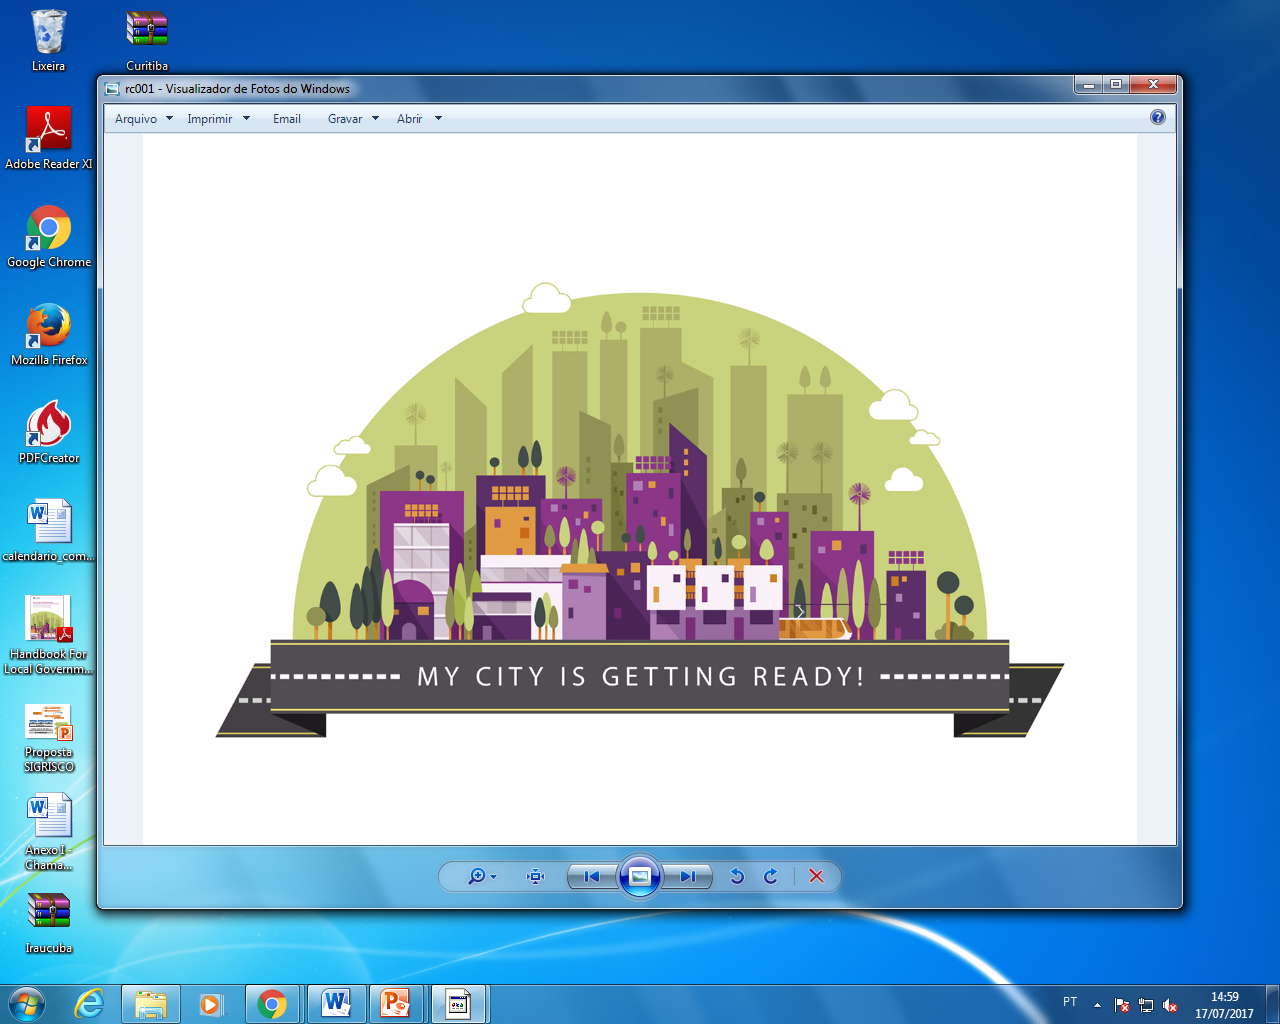 Lixeira
Curitiba
Adobe Reader XI
Google Chrome
Mozilla Firefox
PDFCreator
calendario_com...
Handbook For
Local Governm...
Proposta
SIGRISCO
Anexo I -
Chama...
Iraucuba
rc001 - Visualizador de Fotos do Windows
Arquivo Imprimir Email Gravar Abrir
MY CITY IS GETTING READY!
PT
14:59
17/07/2017